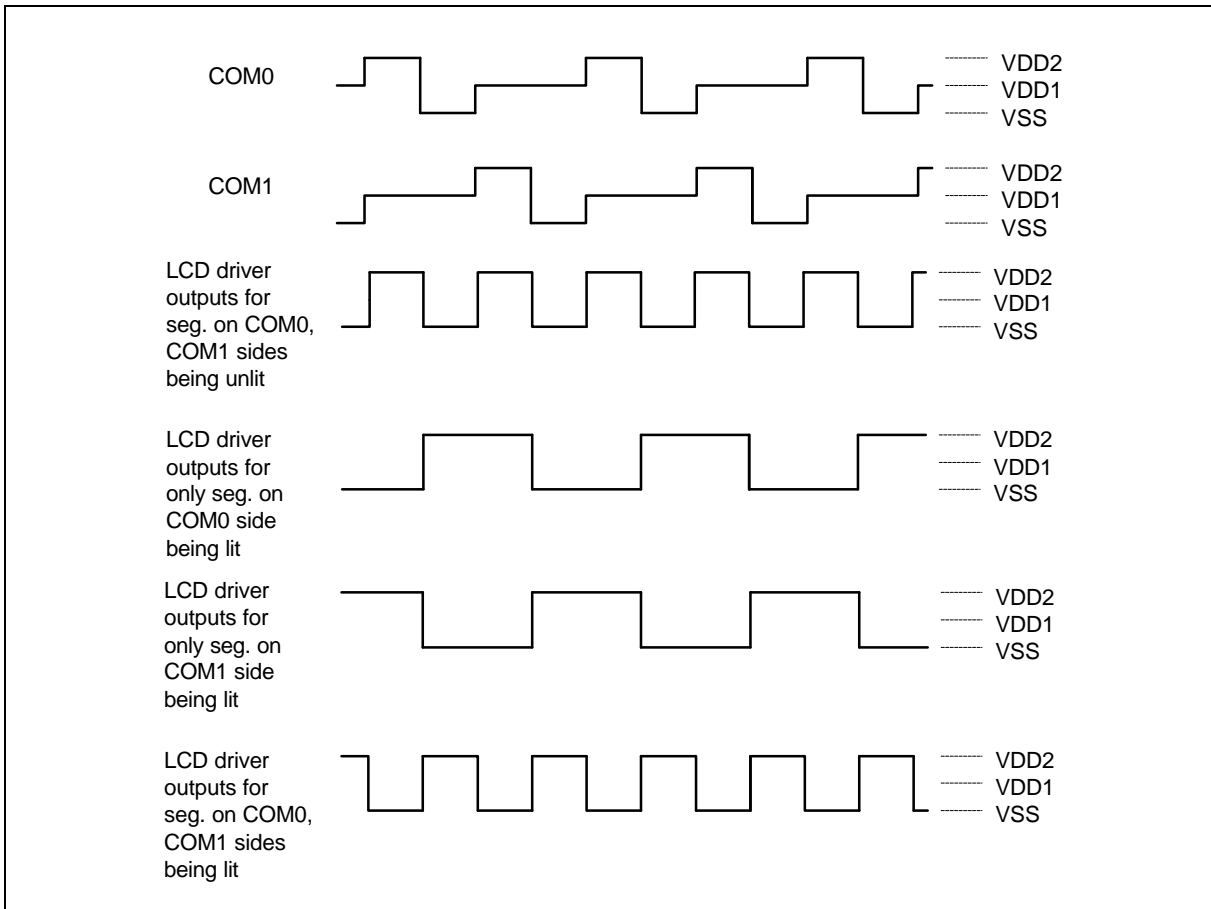 COM0
VDD2
VDD1
VSS
COM1
VDD2
VDD1
VSS
LCD driver
outputs for
seg. on COM0,
COM1 sides
being unlit
VDD2
VDD1
VSS
LCD driver
outputs for
only seg. on
COM0 side
being lit
VDD2
VDD1
VSS
LCD driver
outputs for
only seg. on
COM1 side
being lit
VDD2
VDD1
VSS
LCD driver
outputs for
seg. on COM0,
COM1 sides
being lit
VDD2
VDD1
VSS